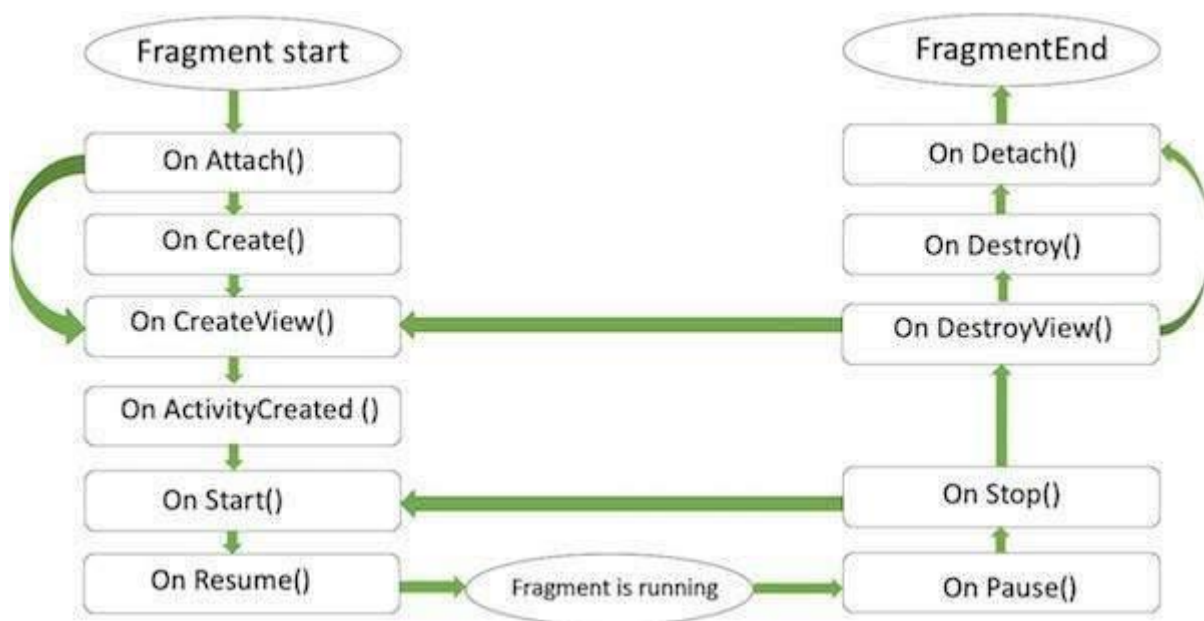 Fragment start
On Attach()
On Create()
On CreateView()
On ActivityCreated ()
On Start()
On Resume()
Fragment is running
On Pause()
On Stop()
On DestroyView()
On Destroy()
On Detach()
FragmentEnd